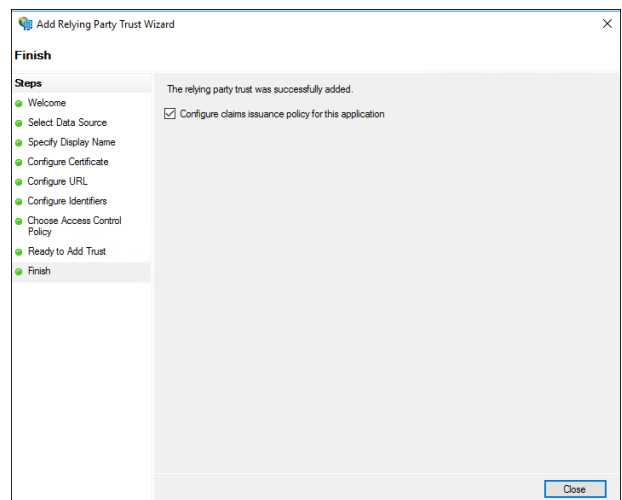 Add Relying Party Trust Wizard
Finish
Steps
Welcome
Select Data Source
Specify Display Name
Configure Certificate
Configure URL
Configure Identifiers
Choose Access Control
Policy
Ready to Add Trust
Finish
The relying party trust was successfully added.
Configure claims issuance policy for this application
Close